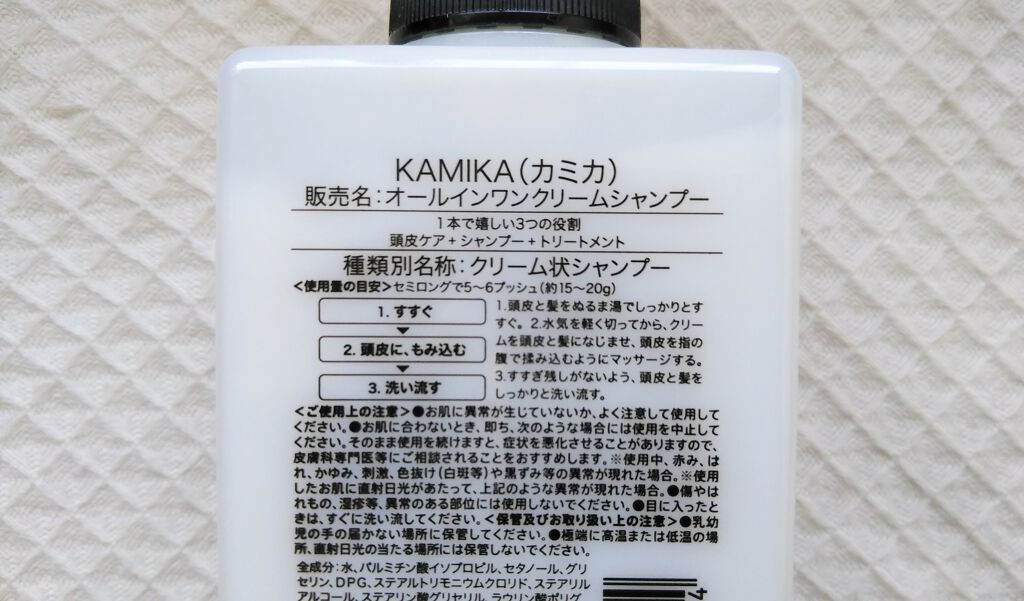 KAMIKA(カミカ)
販売名:オールインワンクリームシャンプー
1本で嬉しい3つの役割
頭皮ケア+シャンプー+トリートメント
種類別名称:クリーム状シャンプー
<使用量の目安>セミロングで5~6プッシュ(約15~20g)
1. すすぐ
2. 頭皮に、もみ込む
3. 洗い流す
1.頭皮と髪をぬるま湯でしっかりとす
すぐ。2.水気を軽く切ってから、クリー
ムを頭皮と髪になじませ、頭皮を指の
腹で揉み込むようにマッサージする。
3.すすぎ残しがないよう、頭皮と髪を
しっかりと洗い流す。
<ご使用上の注意>●お肌に異常が生じていないか、よく注意して使用して
ください。●お肌に合わないとき、即ち、次のような場合には使用を中止して
ください。そのまま使用を続けますと、症状を悪化させることがありますので、
皮膚科専門医等にご相談されることをおすすめします。※使用中、赤み、は
れ、かゆみ、刺激、色抜け(白斑等)や黒ずみ等の異常が現れた場合。※使用
したお肌に直射日光があたって、上記のような異常が現れた場合。●傷やは
れもの、湿疹等、異常のある部位には使用しないでください。●目に入ったと
きは、すぐに洗い流してください。<保管及びお取り扱い上の注意>●乳幼
児の手の届かない場所に保管してください。●極端に高温または低温の場
所、直射日光の当たる場所には保管しないでください。
全成分:水、パルミチン酸イソプロピル、セタノール、グリ
セリン、DPG、ステアルトリモニウムクロリド、ステアリル
アルコール、ステアリン酸グリセリル、ラウリン酸ポリグ